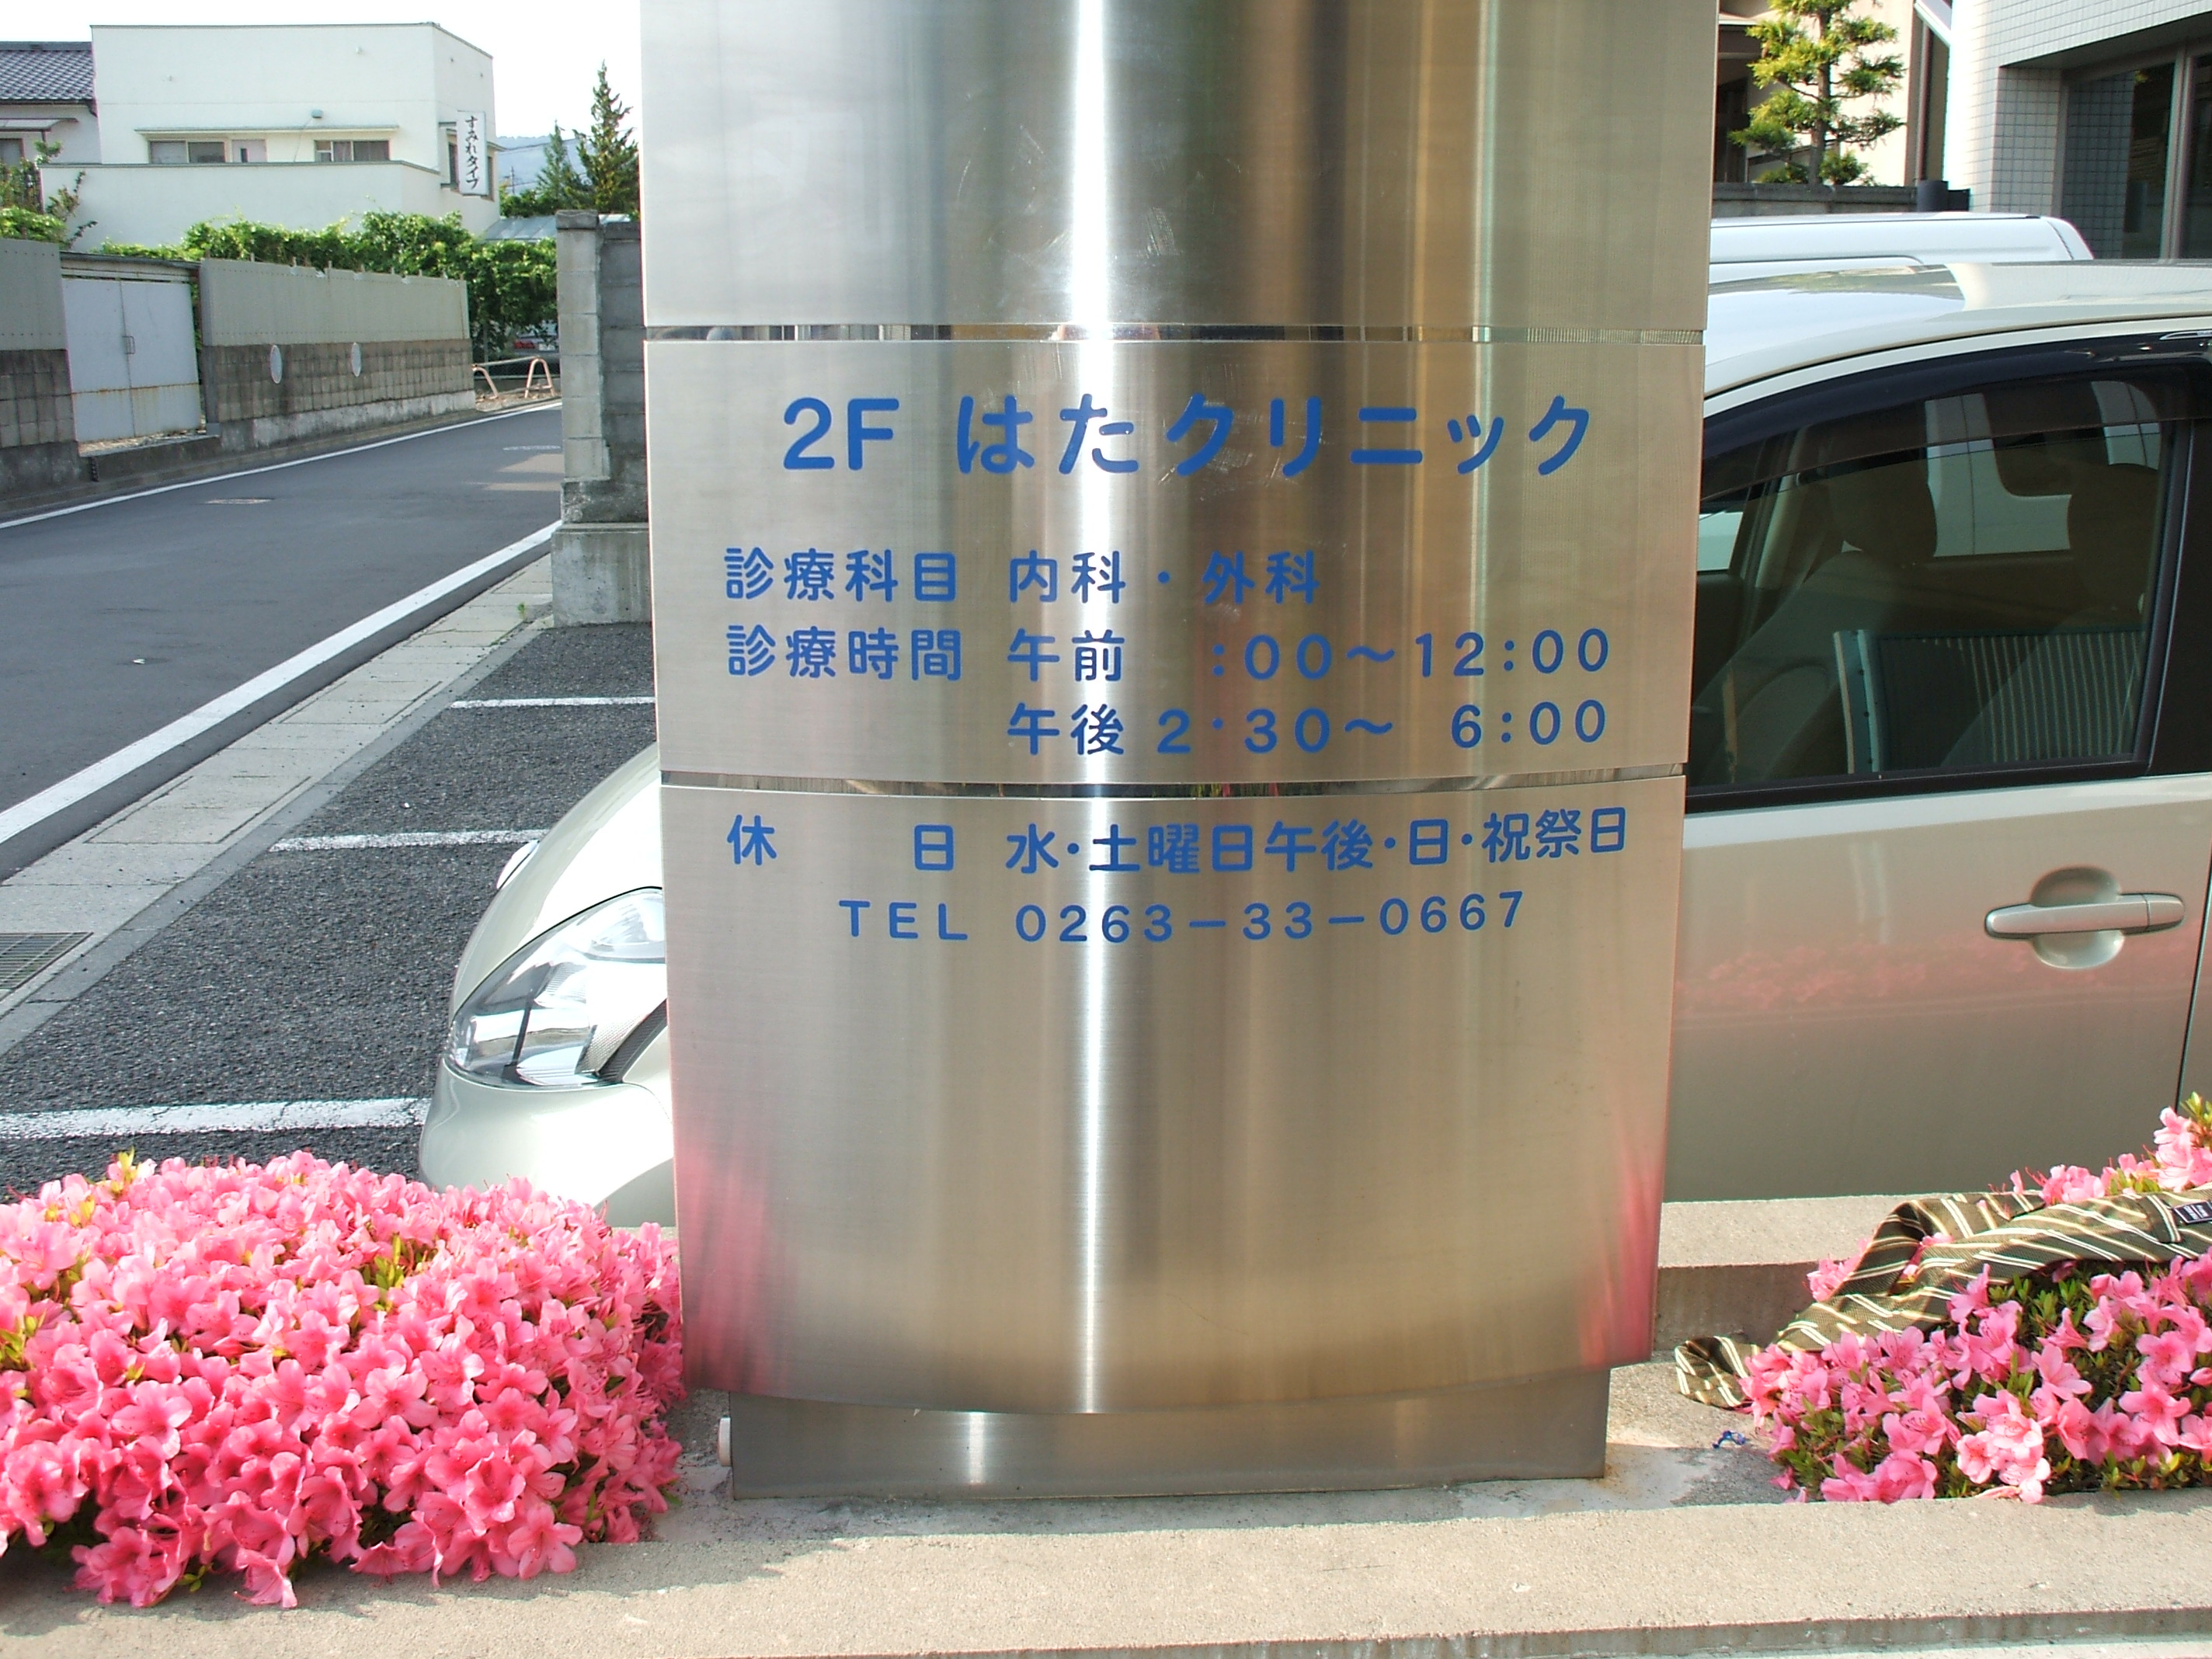 すみれタイプ
2F はたクリニック
診療科目 内科・外科
診療時間 午前 :00～12:00
午後 2・30～ 6:00
休 日 水・土曜日午後・日・祝祭日
TEL 0263－33－0667